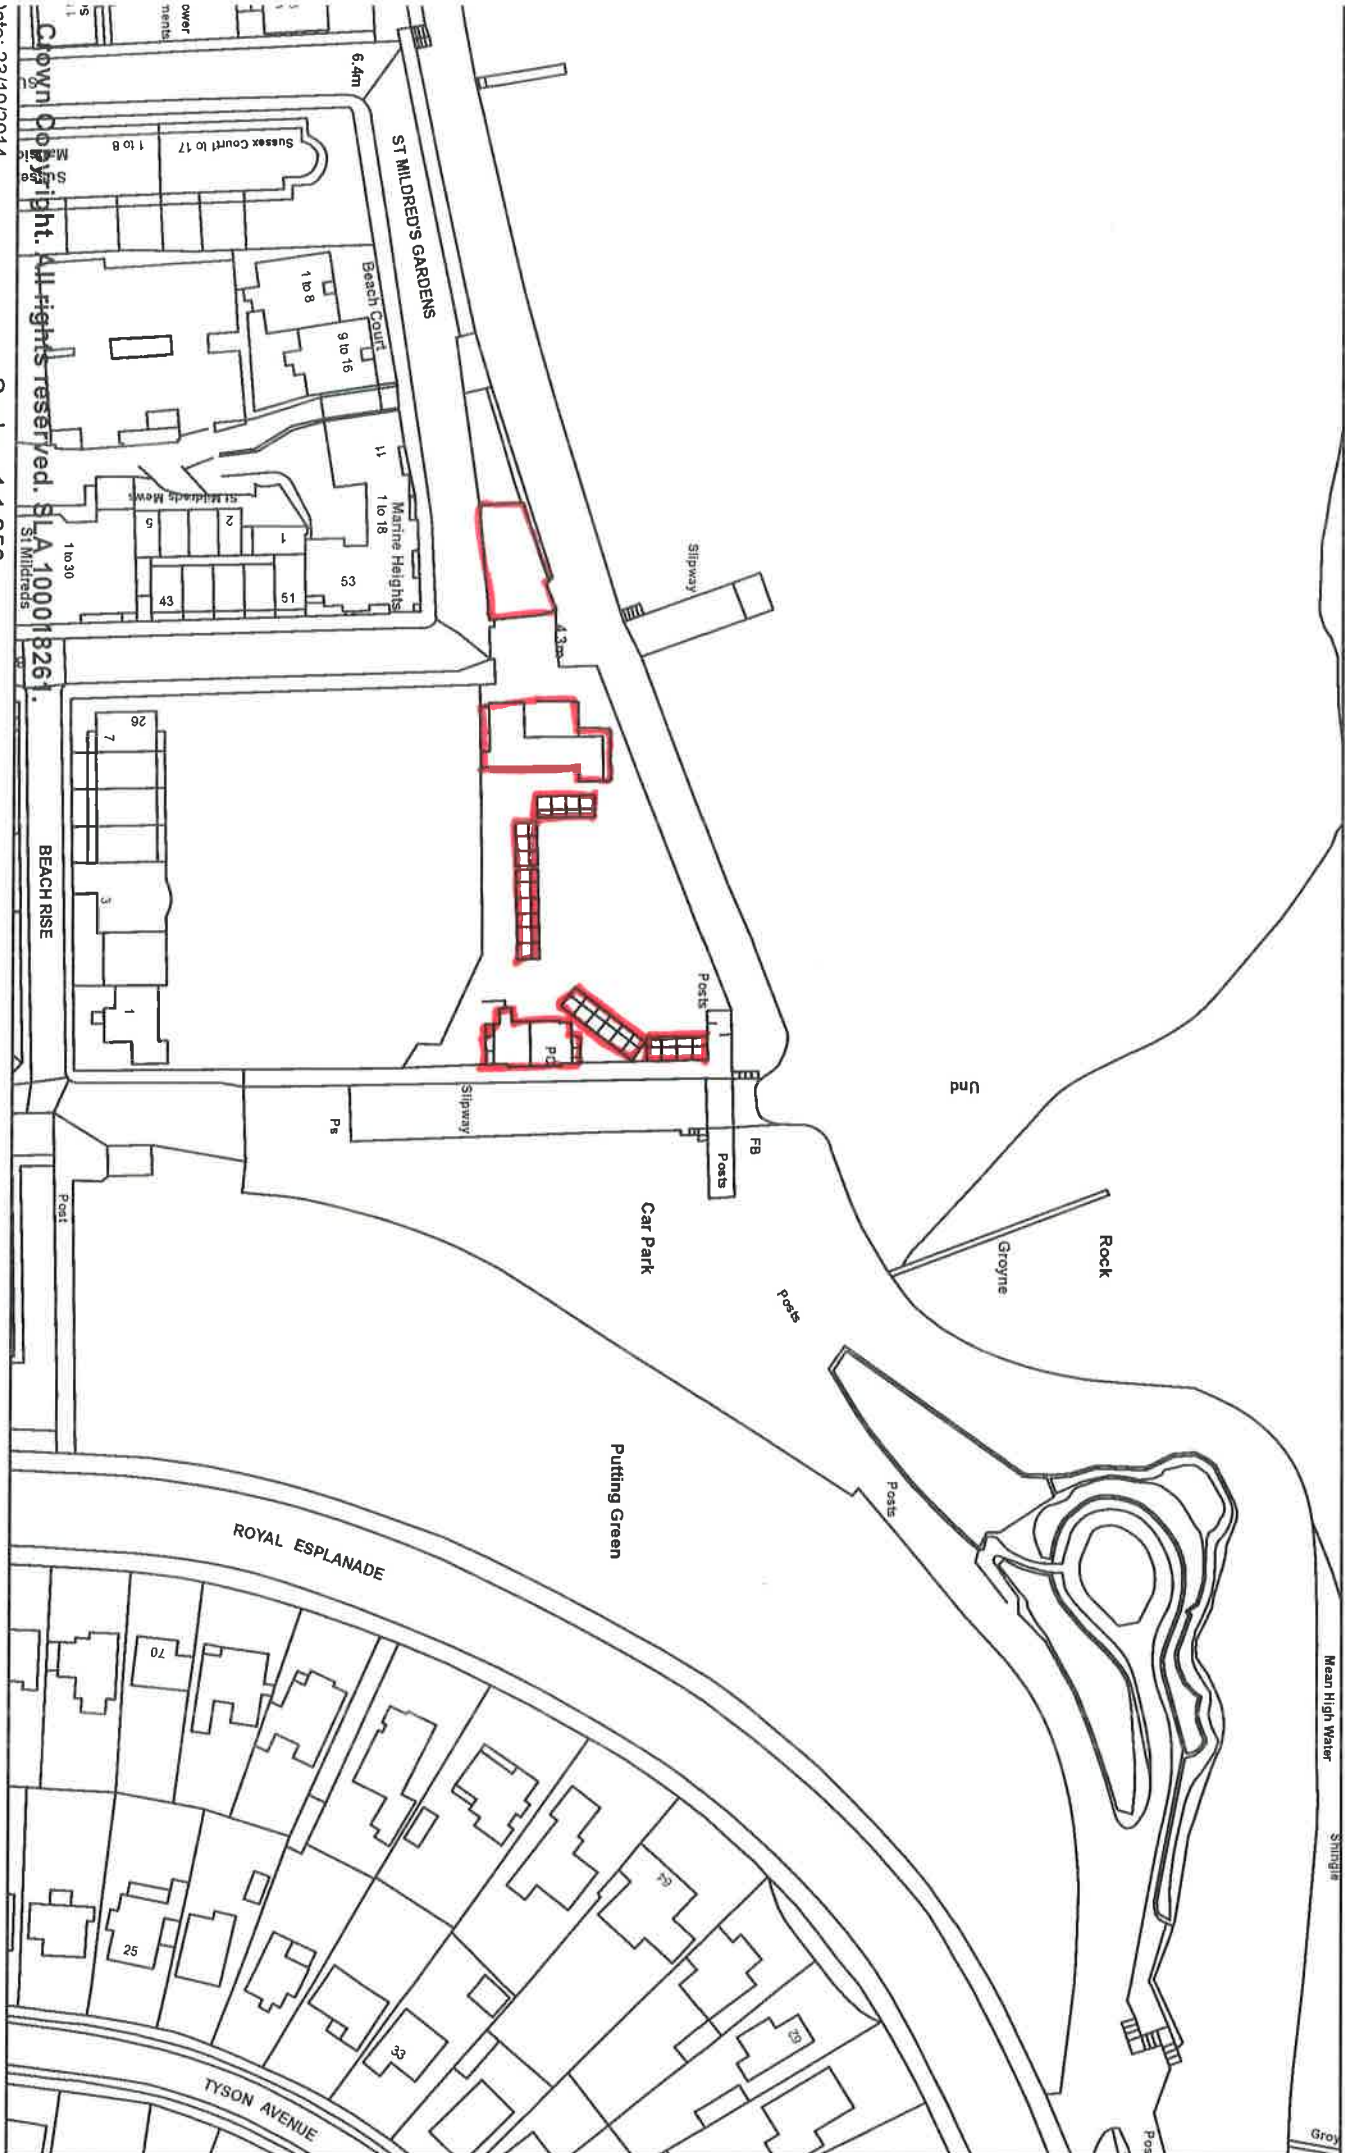 6.4m
ST MILDRED'S GARDENS
Sussex Court 1 to 17
1 to 8
Beach Court
1 to 8
9 to 16
11
1 to 18
Marine Heights
St Mildreds Mews
5
2
1
53
51
43
1 to 30
St Mildreds
Crown Copyright. All rights reserved. SLA 100018261.
Slipway
4.3m
26
7
3
1
BEACH RISE
Posts
PC
Slipway
Ps
FB
Posts
Post
Und
Car Park
Posts
Groyne
Rock
Putting Green
Posts
ROYAL ESPLANADE
Mean High Water
Shingle
70
64
62
25
33
TYSON AVENUE